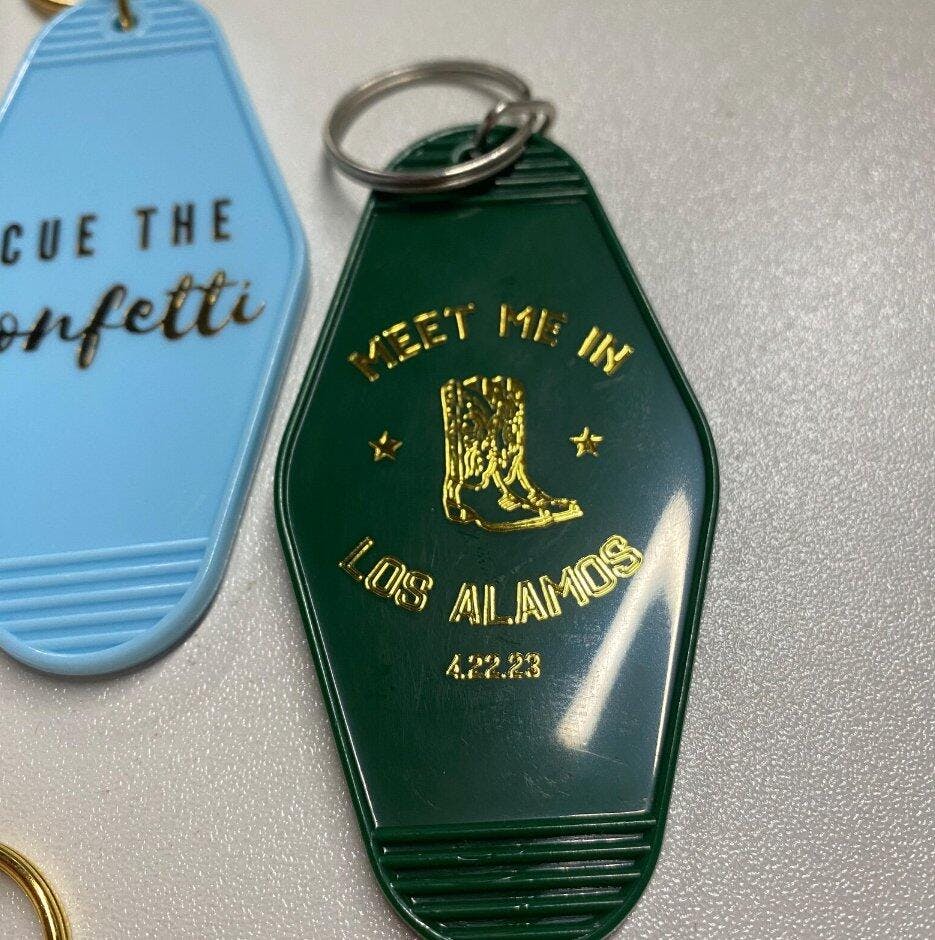 CUE THE
onfetti
MEET ME IN
LOS ALAMOS
4.22.23